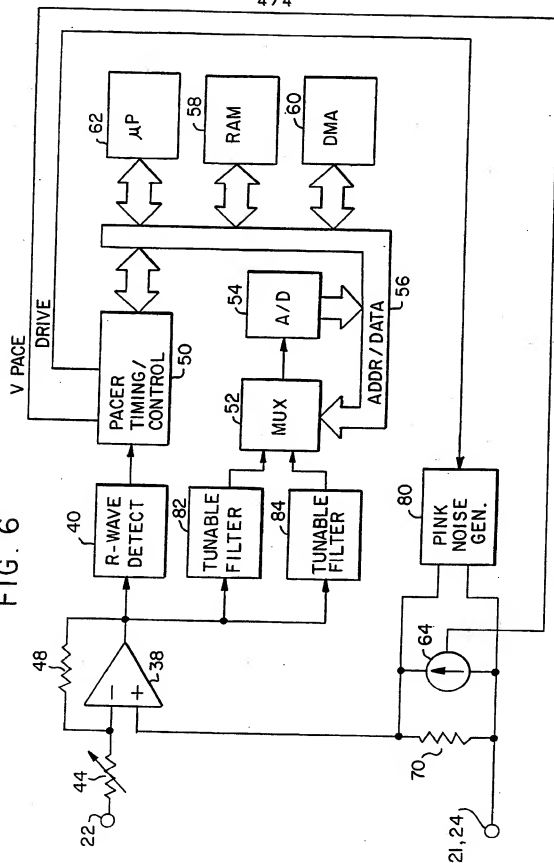 4/4
FIG. 6
V PACE
DRIVE
22
44
48
38
40
R-WAVE
DETECT
PACER
TIMING/
CONTROL
50
62
μP
58
RAM
60
DMA
82
TUNABLE
FILTER
84
TUNABLE
FILTER
52
MUX
54
A/D
ADDR/DATA
56
21,24
70
64
80
PINK
NOISE
GEN.